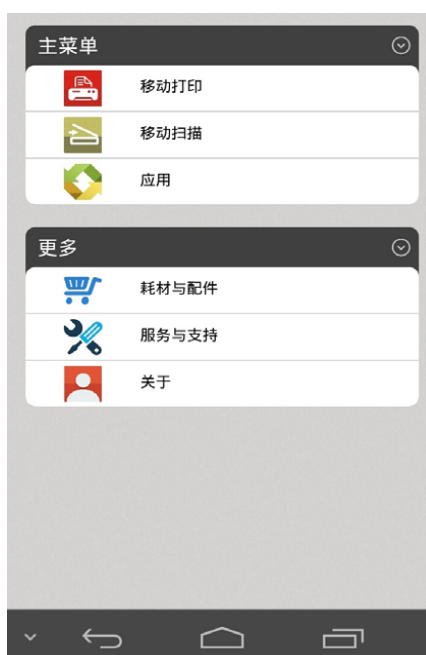 主菜单
移动打印
移动扫描
应用
更多
耗材与配件
服务与支持
关于